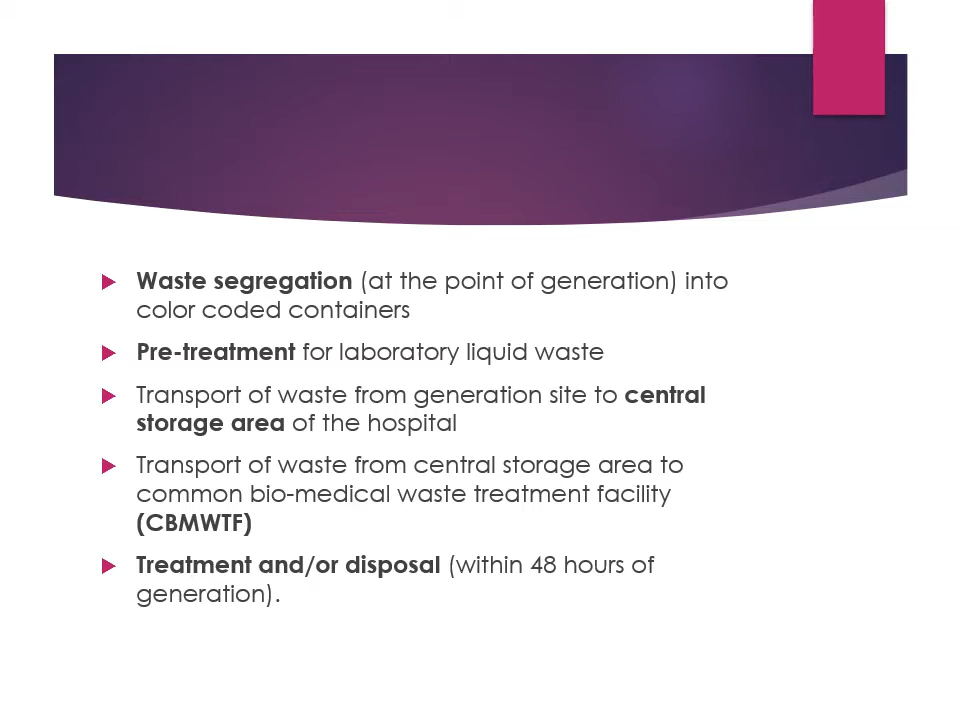 Waste segregation (at the point of generation) into
color coded containers
Pre-treatment for laboratory liquid waste
Transport of waste from generation site to central
storage area of the hospital
Transport of waste from central storage area to
common bio-medical waste treatment facility
(CBMWTF)
Treatment and/or disposal (within 48 hours of
generation).